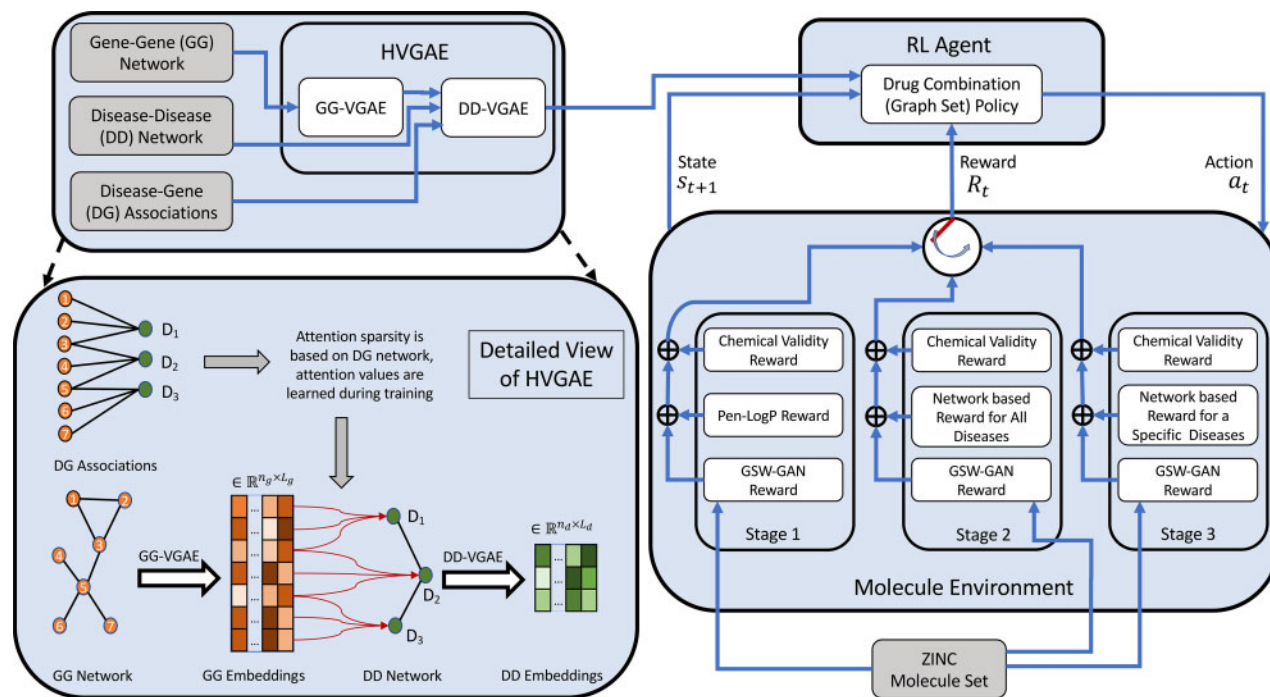 Gene-Gene (GG)
Network
Disease-Disease
(DD) Network
Disease-Gene
(DG) Associations
HVGAE
GG-VGAE
DD-VGAE
RL Agent
Drug Combination
(Graph Set) Policy
State
s_{t+1}
Reward
R_t
Action
a_t
1
2
3
4
5
6
7
D1
D2
D3
DG Associations
Attention sparsity is
based on DG network,
attention values are
learned during training
Detailed View
of HVGAE
1
2
3
4
5
6
7
GG Network
GG-VGAE
∈ ℝ^{n_g×L_g}
...
...
...
GG Embeddings
D1
D2
D3
DD Network
DD-VGAE
∈ ℝ^{n_d×L_d}
...
...
DD Embeddings
Chemical Validity
Reward
Pen-LogP Reward
GSW-GAN
Reward
Stage 1
Chemical Validity
Reward
Network based
Reward for All
Diseases
GSW-GAN
Reward
Stage 2
Chemical Validity
Reward
Network based
Reward for a
Specific Diseases
GSW-GAN
Reward
Stage 3
Molecule Environment
ZINC
Molecule Set